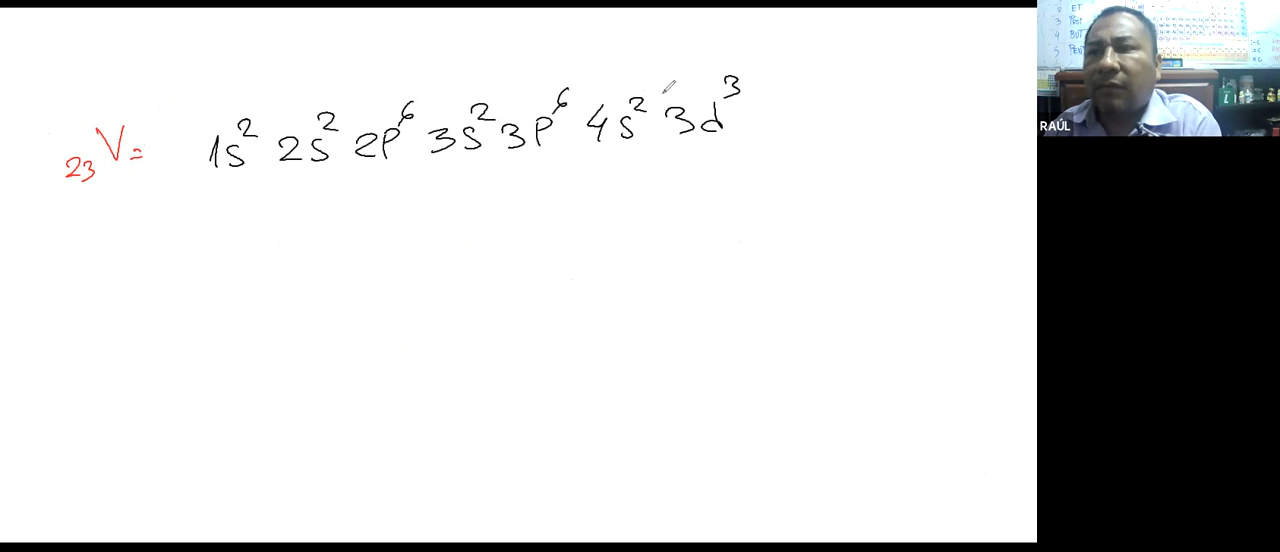 ₂₃V = 1s² 2s² 2p⁶ 3s² 3p⁶ 4s² 3d³
RAÚL